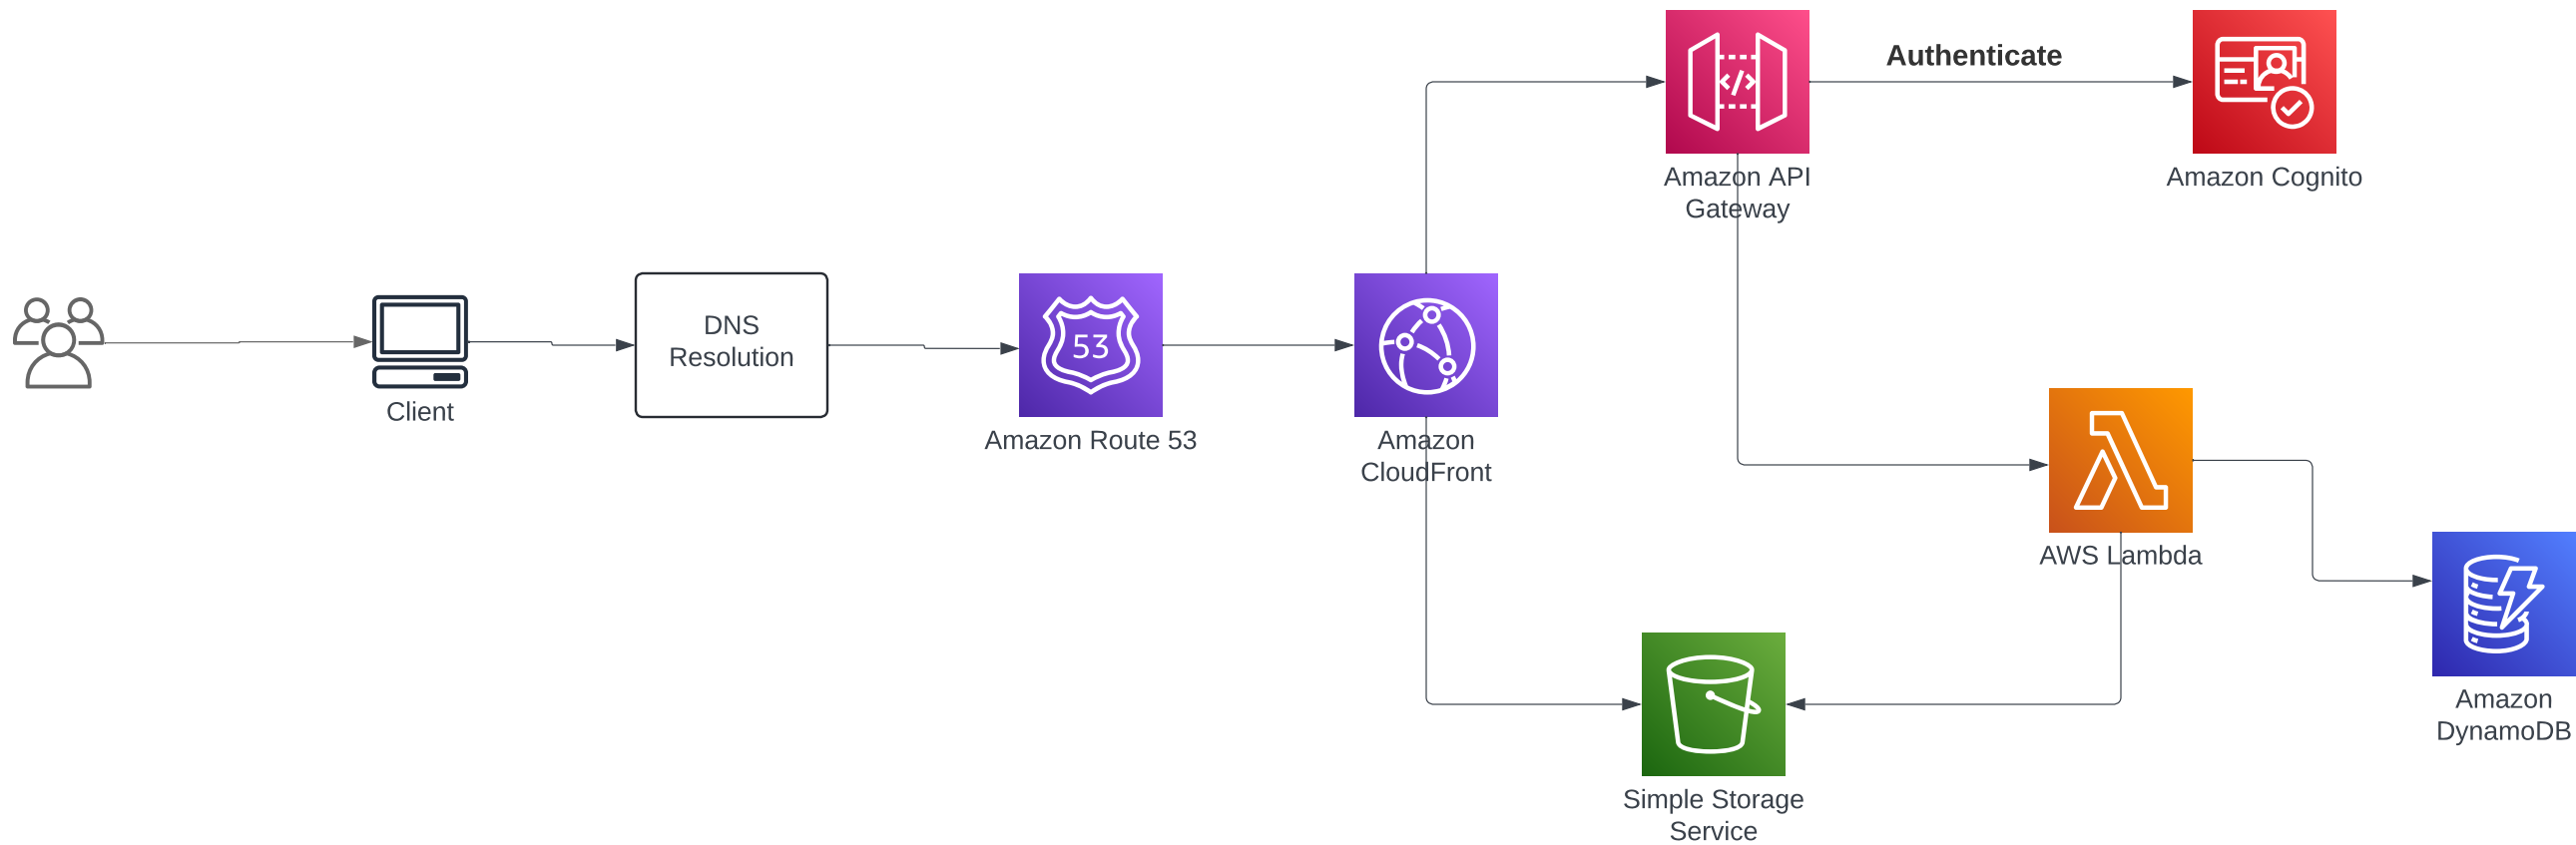 Authenticate
Amazon API
Gateway
Amazon Cognito
DNS
Resolution
53
Client
Amazon Route 53
Amazon
CloudFront
AWS Lambda
Amazon
DynamoDB
Simple Storage
Service